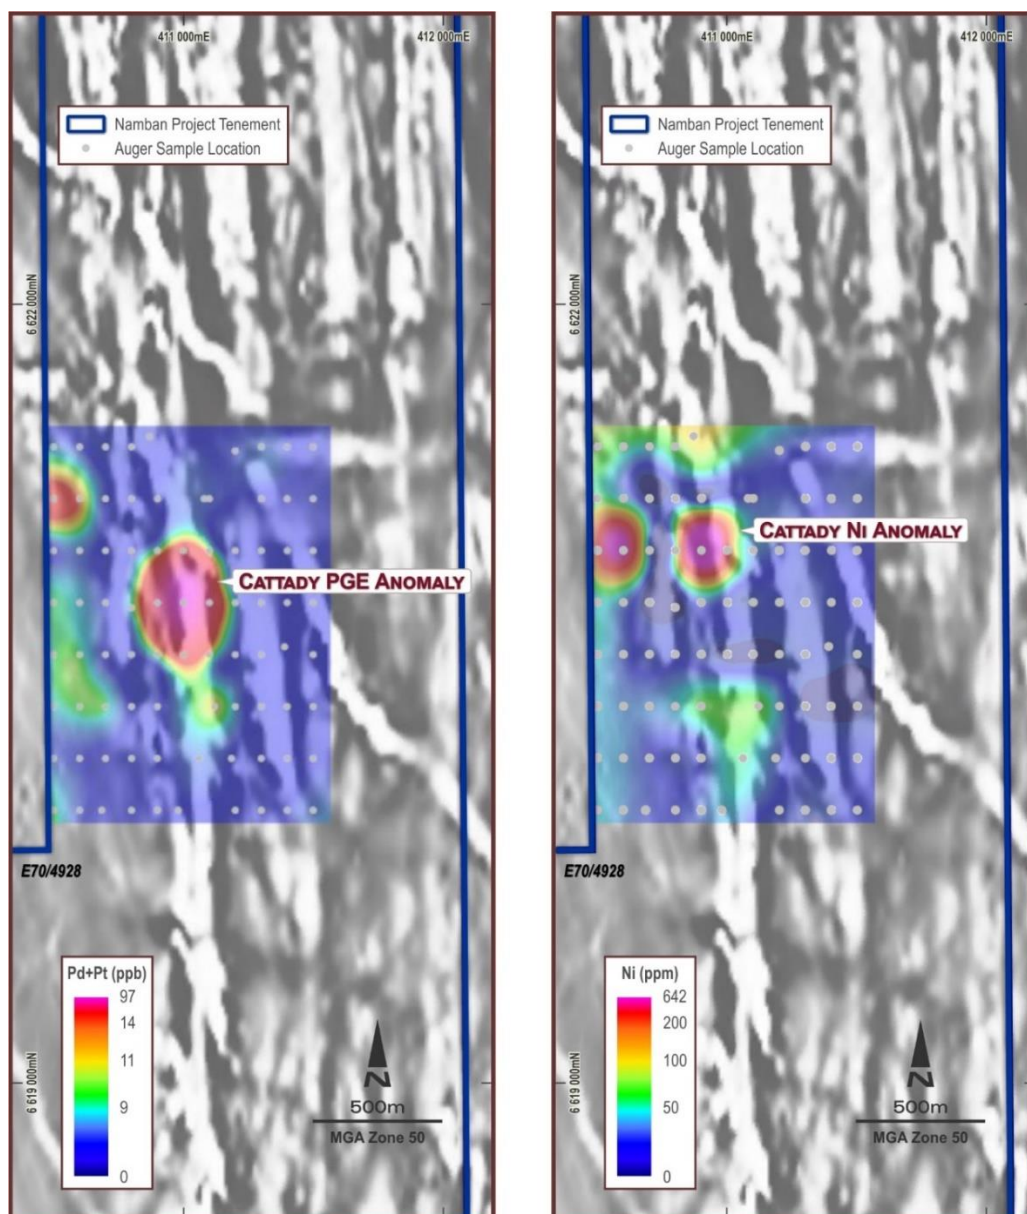 411 000mE
412 000mE
Namban Project Tenement
Auger Sample Location
6 622 000mN
CATTADY PGE ANOMALY
E70/4928
Pd+Pt (ppb)
97
14
11
9
0
6 619 000mN
N
500m
MGA Zone 50
411 000mE
412 000mE
Namban Project Tenement
Auger Sample Location
6 622 000mN
CATTADY Ni ANOMALY
E70/4928
Ni (ppm)
642
200
100
50
0
6 619 000mN
N
500m
MGA Zone 50